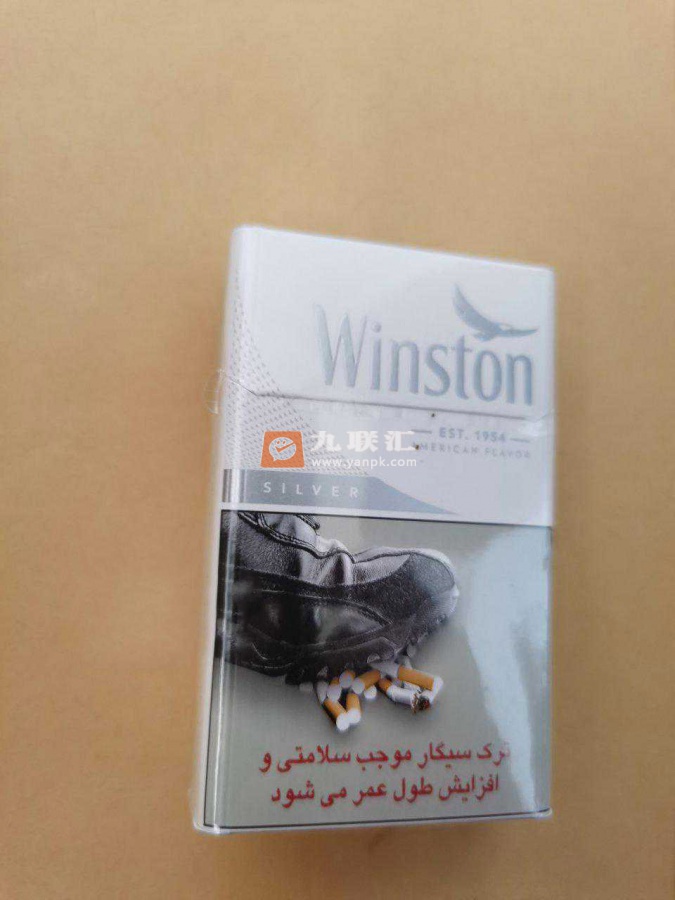 Winston
EST. 1954
AMERICAN FLAVOR
九联汇
www.yanpk.com
SILVER
ترک سیگار موجب سلامتی و
افزایش طول عمر می شود